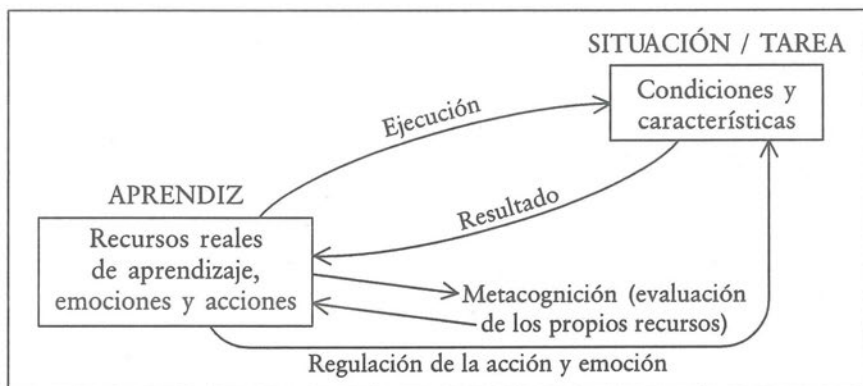 SITUACIÓN / TAREA
Condiciones y
características
Ejecución
APRENDIZ
Resultado
Recursos reales
de aprendizaje,
emociones y acciones
Metacognición (evaluación
de los propios recursos)
Regulación de la acción y emoción